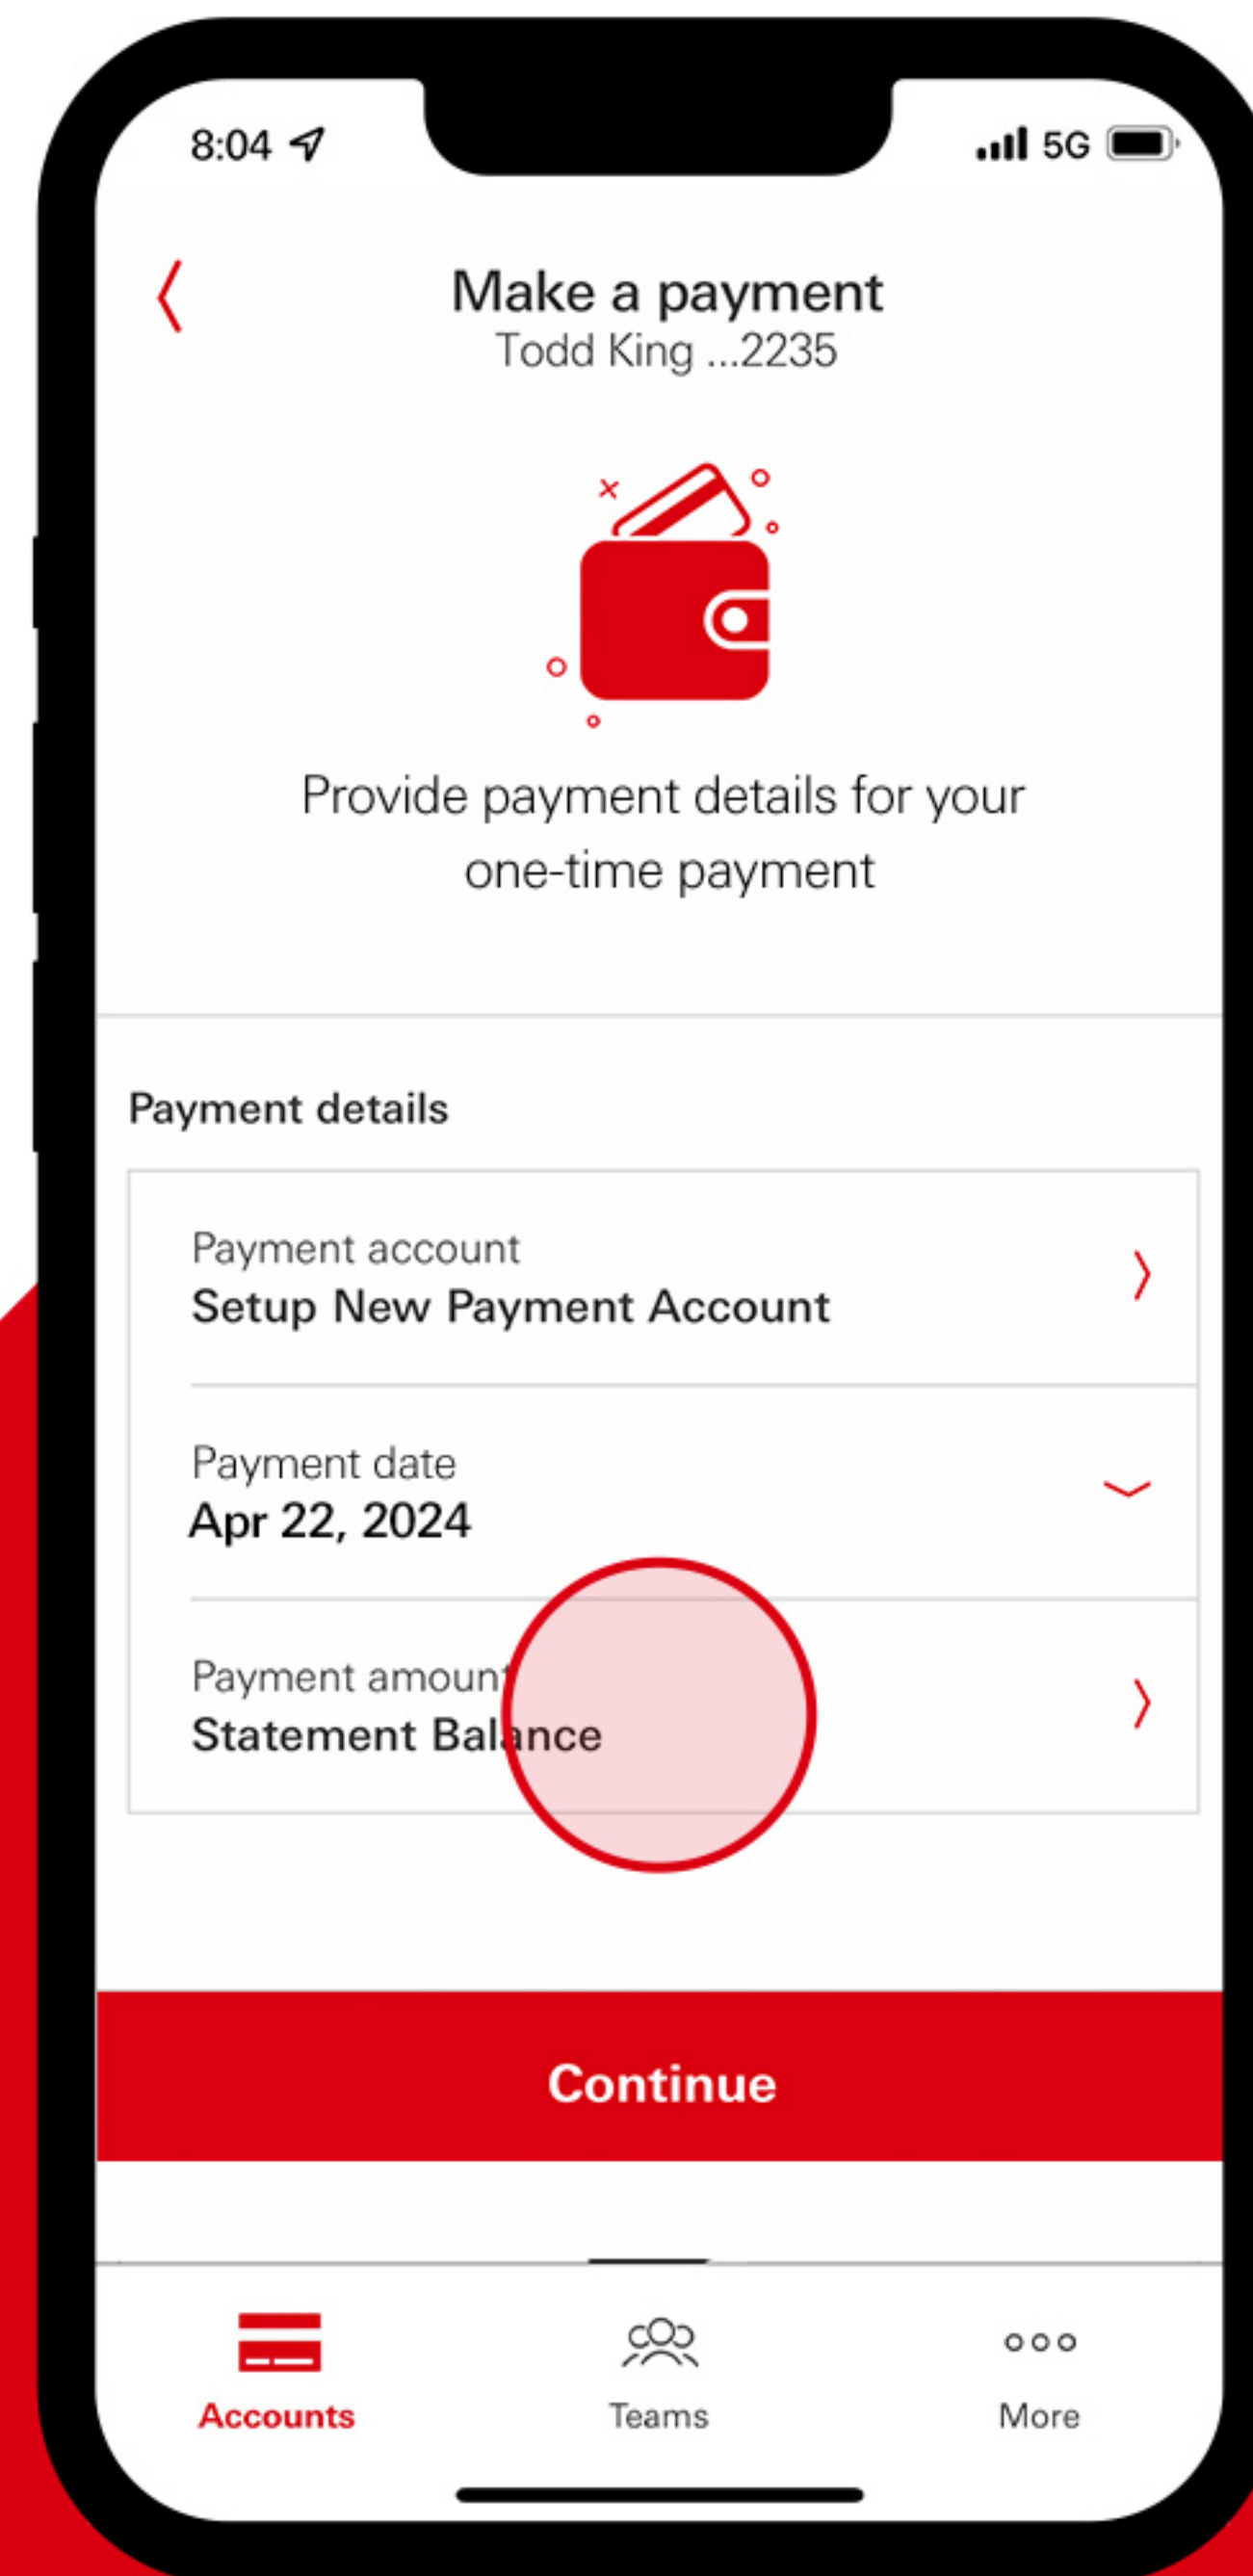 8:04
5G
Make a payment
Todd King ...2235
Provide payment details for your
one-time payment
Payment details
Payment account
Setup New Payment Account
Payment date
Apr 22, 2024
Payment amount
Statement Balance
Continue
Accounts
Teams
More